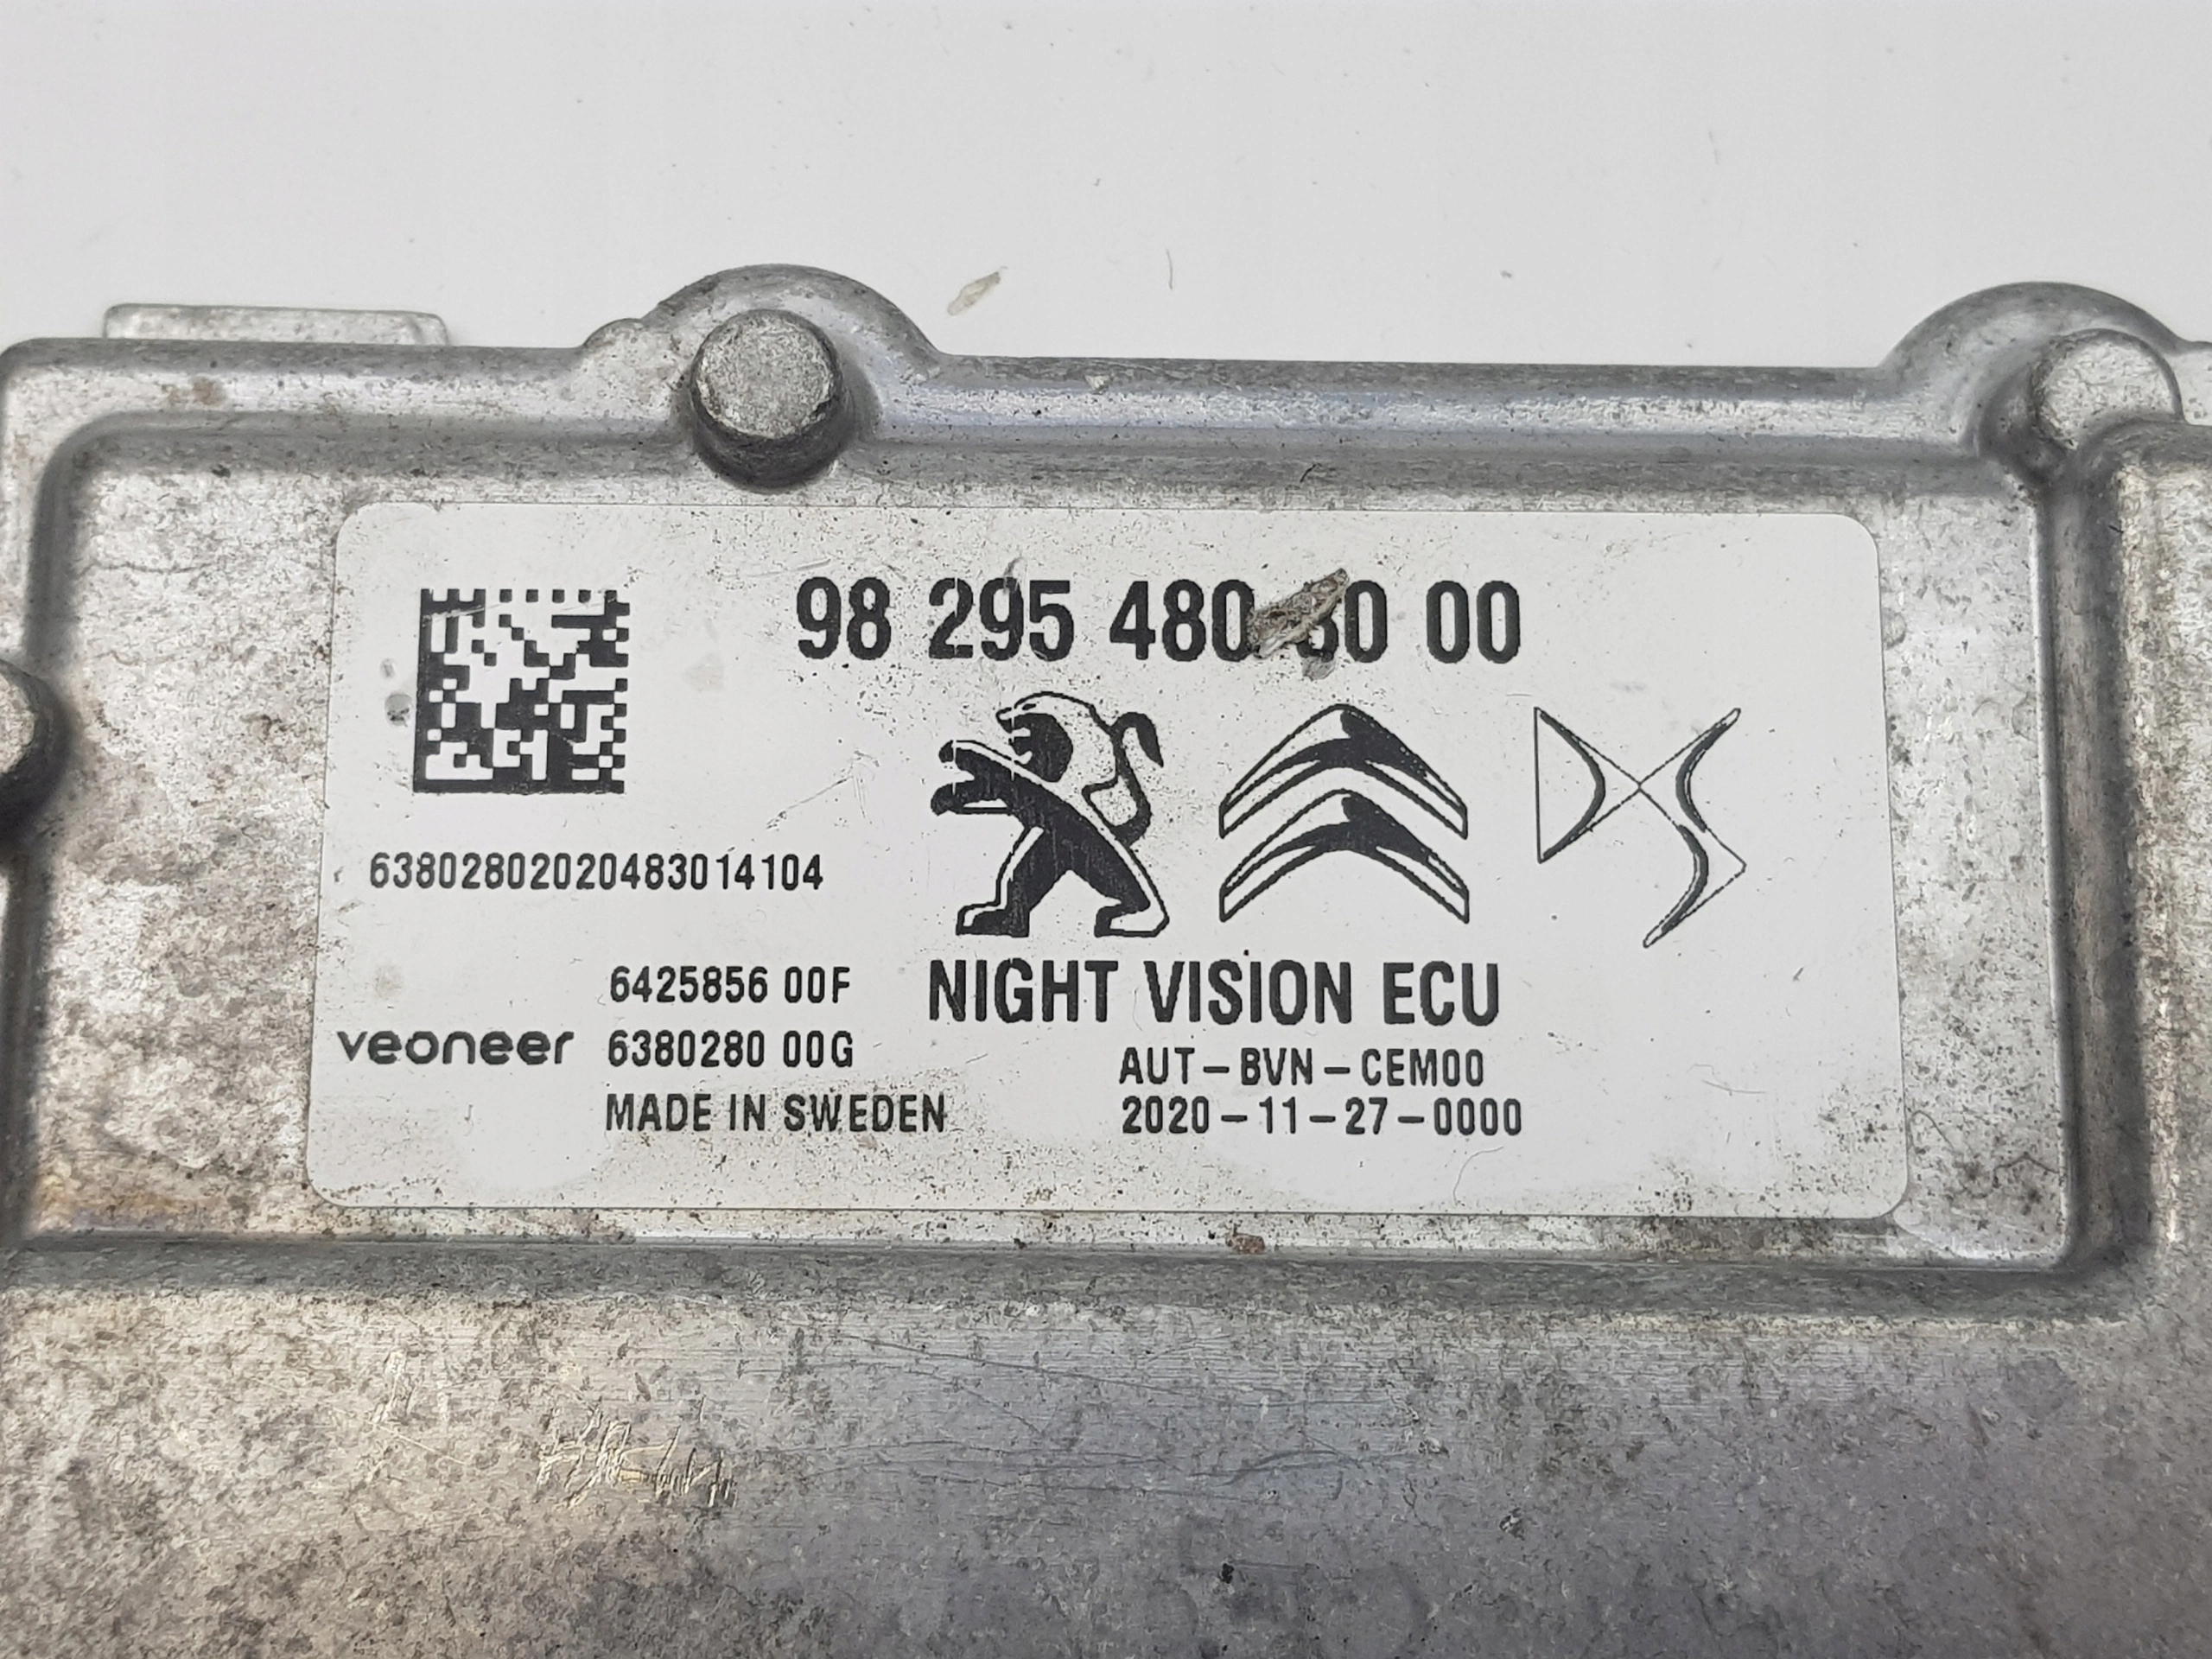 98 295 480 80 00
63802802020483014104
6425856 00F
NIGHT VISION ECU
veoneer 6380280 00G
AUT-BVN-CEM00
MADE IN SWEDEN
2020-11-27-0000